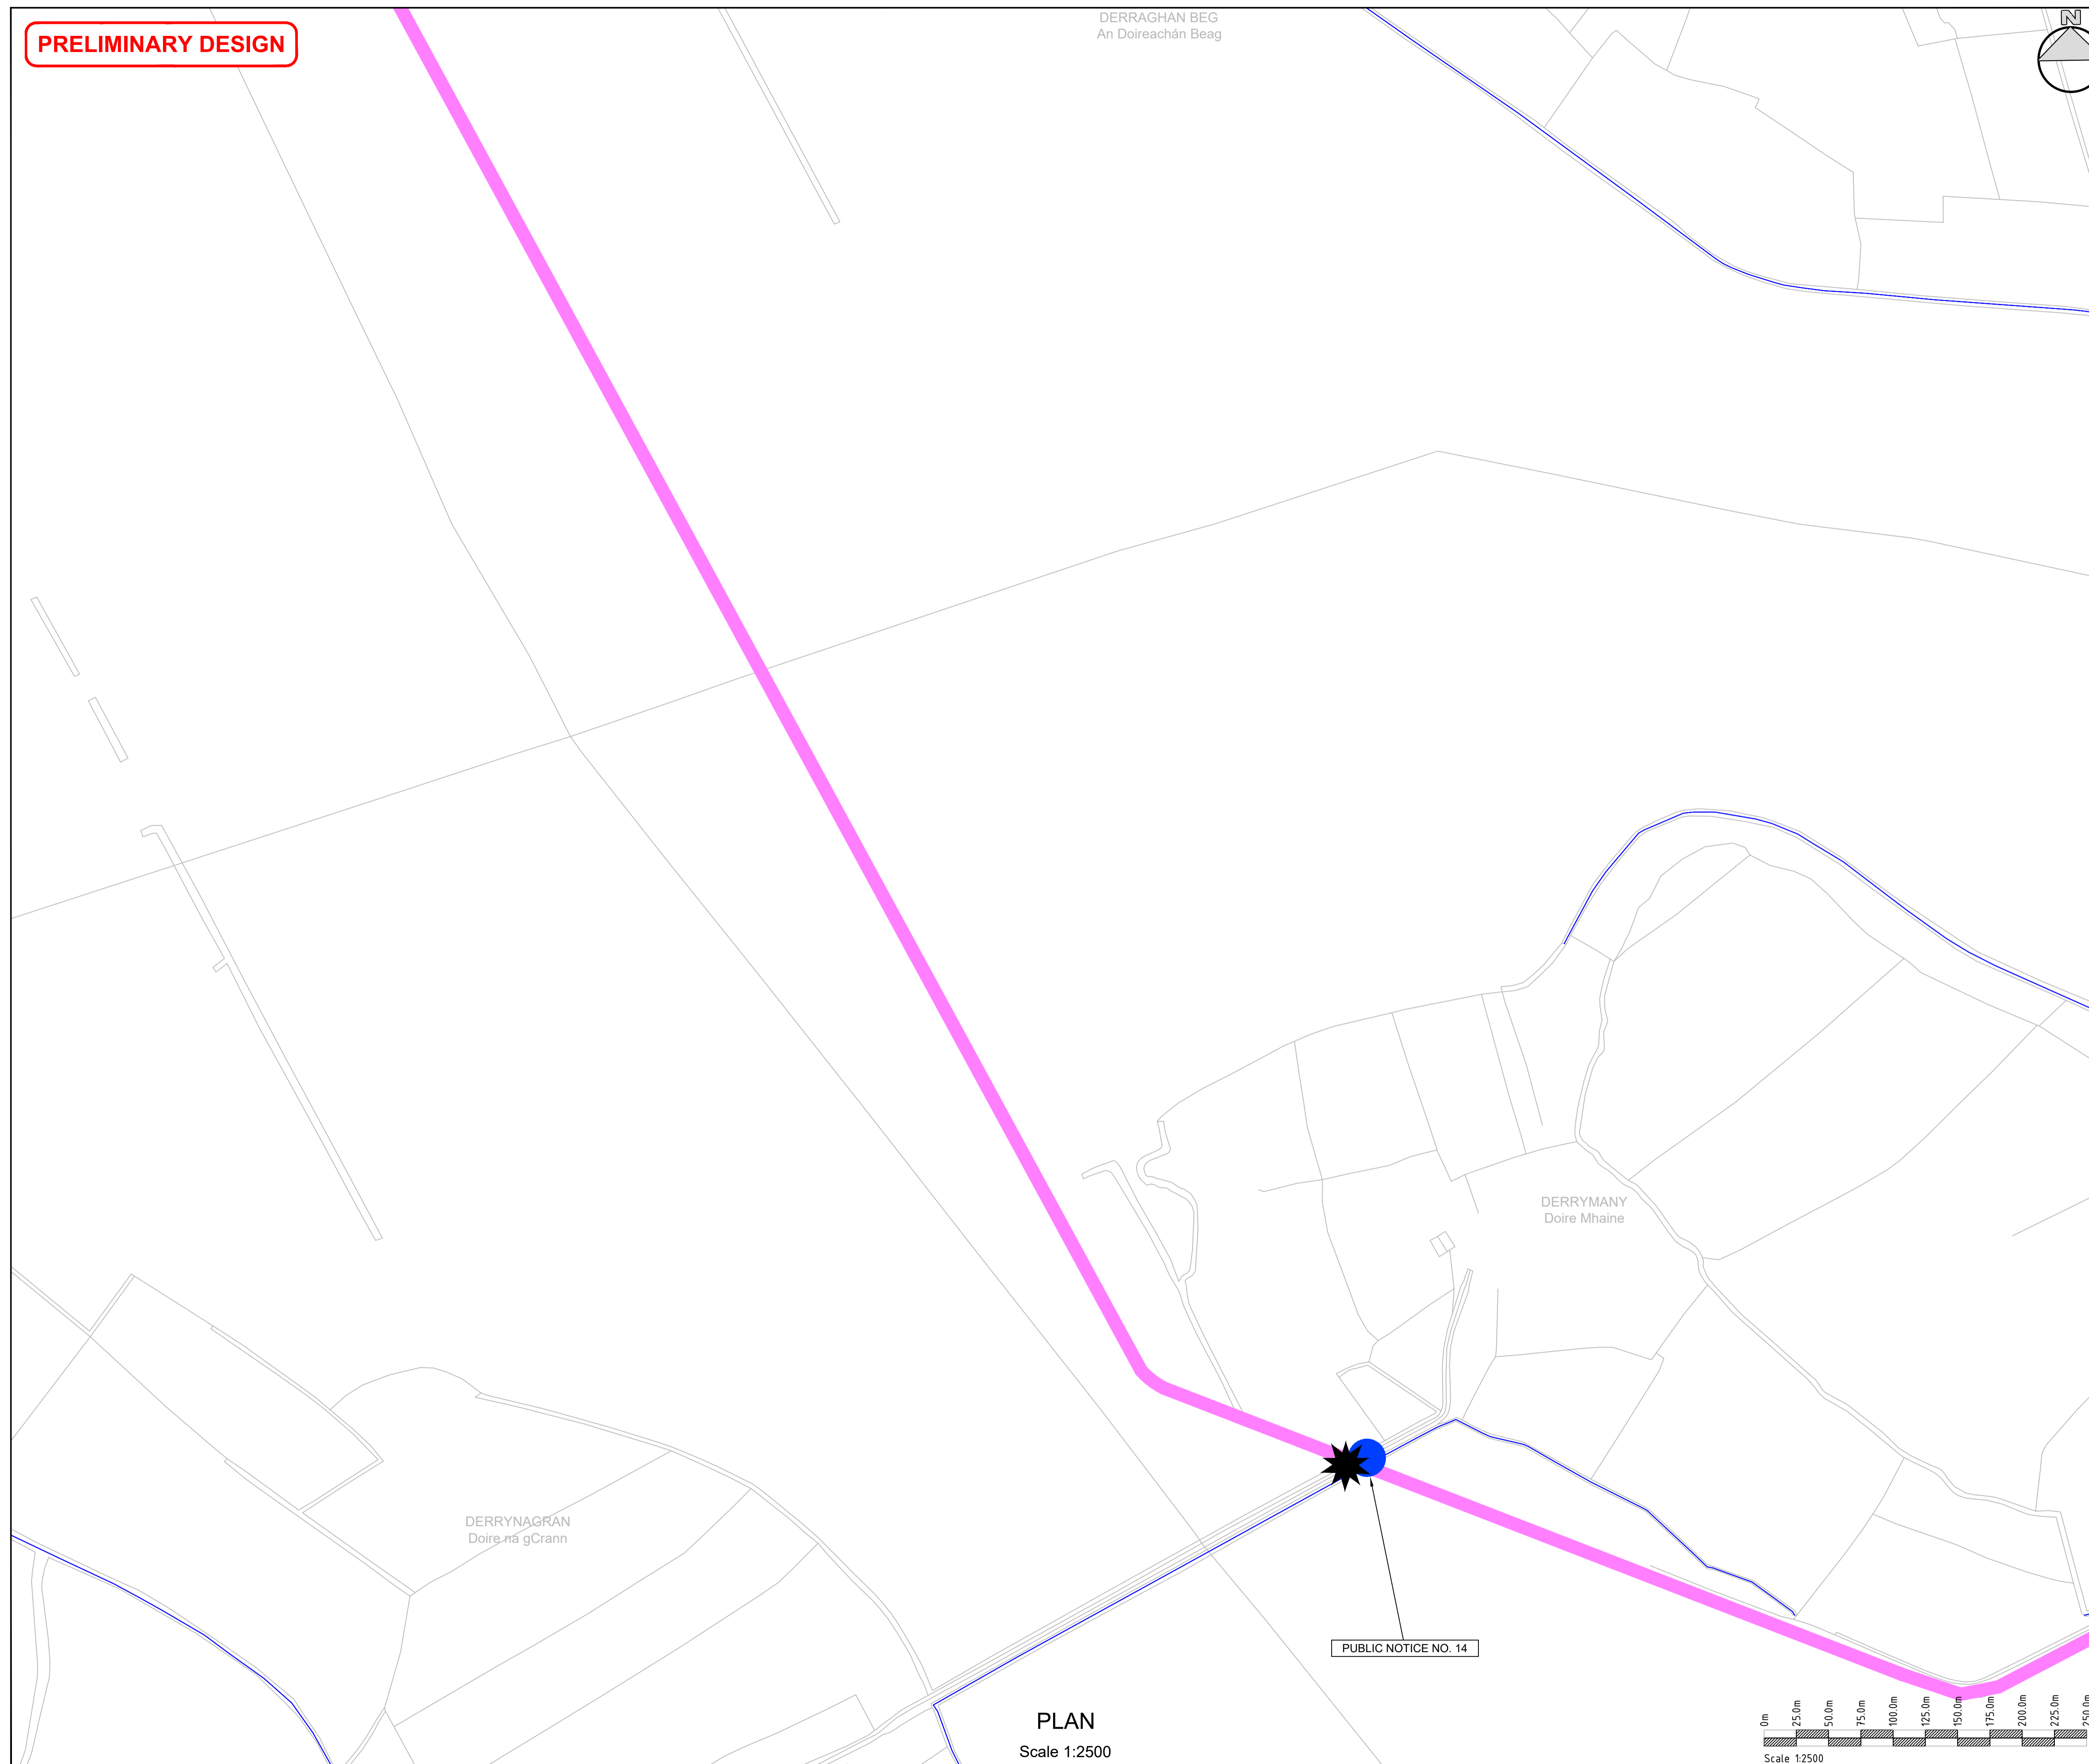 PRELIMINARY DESIGN
DERRAGHAN BEG
An Doireachán Beag
N
DERRYMANY
Doire Mhaine
DERRYNAGRAN
Doire na gCrann
PUBLIC NOTICE NO. 14
PLAN
Scale 1:2500
0m
25.0m
50.0m
75.0m
100.0m
125.0m
150.0m
175.0m
200.0m
225.0m
250.0m
Scale 1:2500